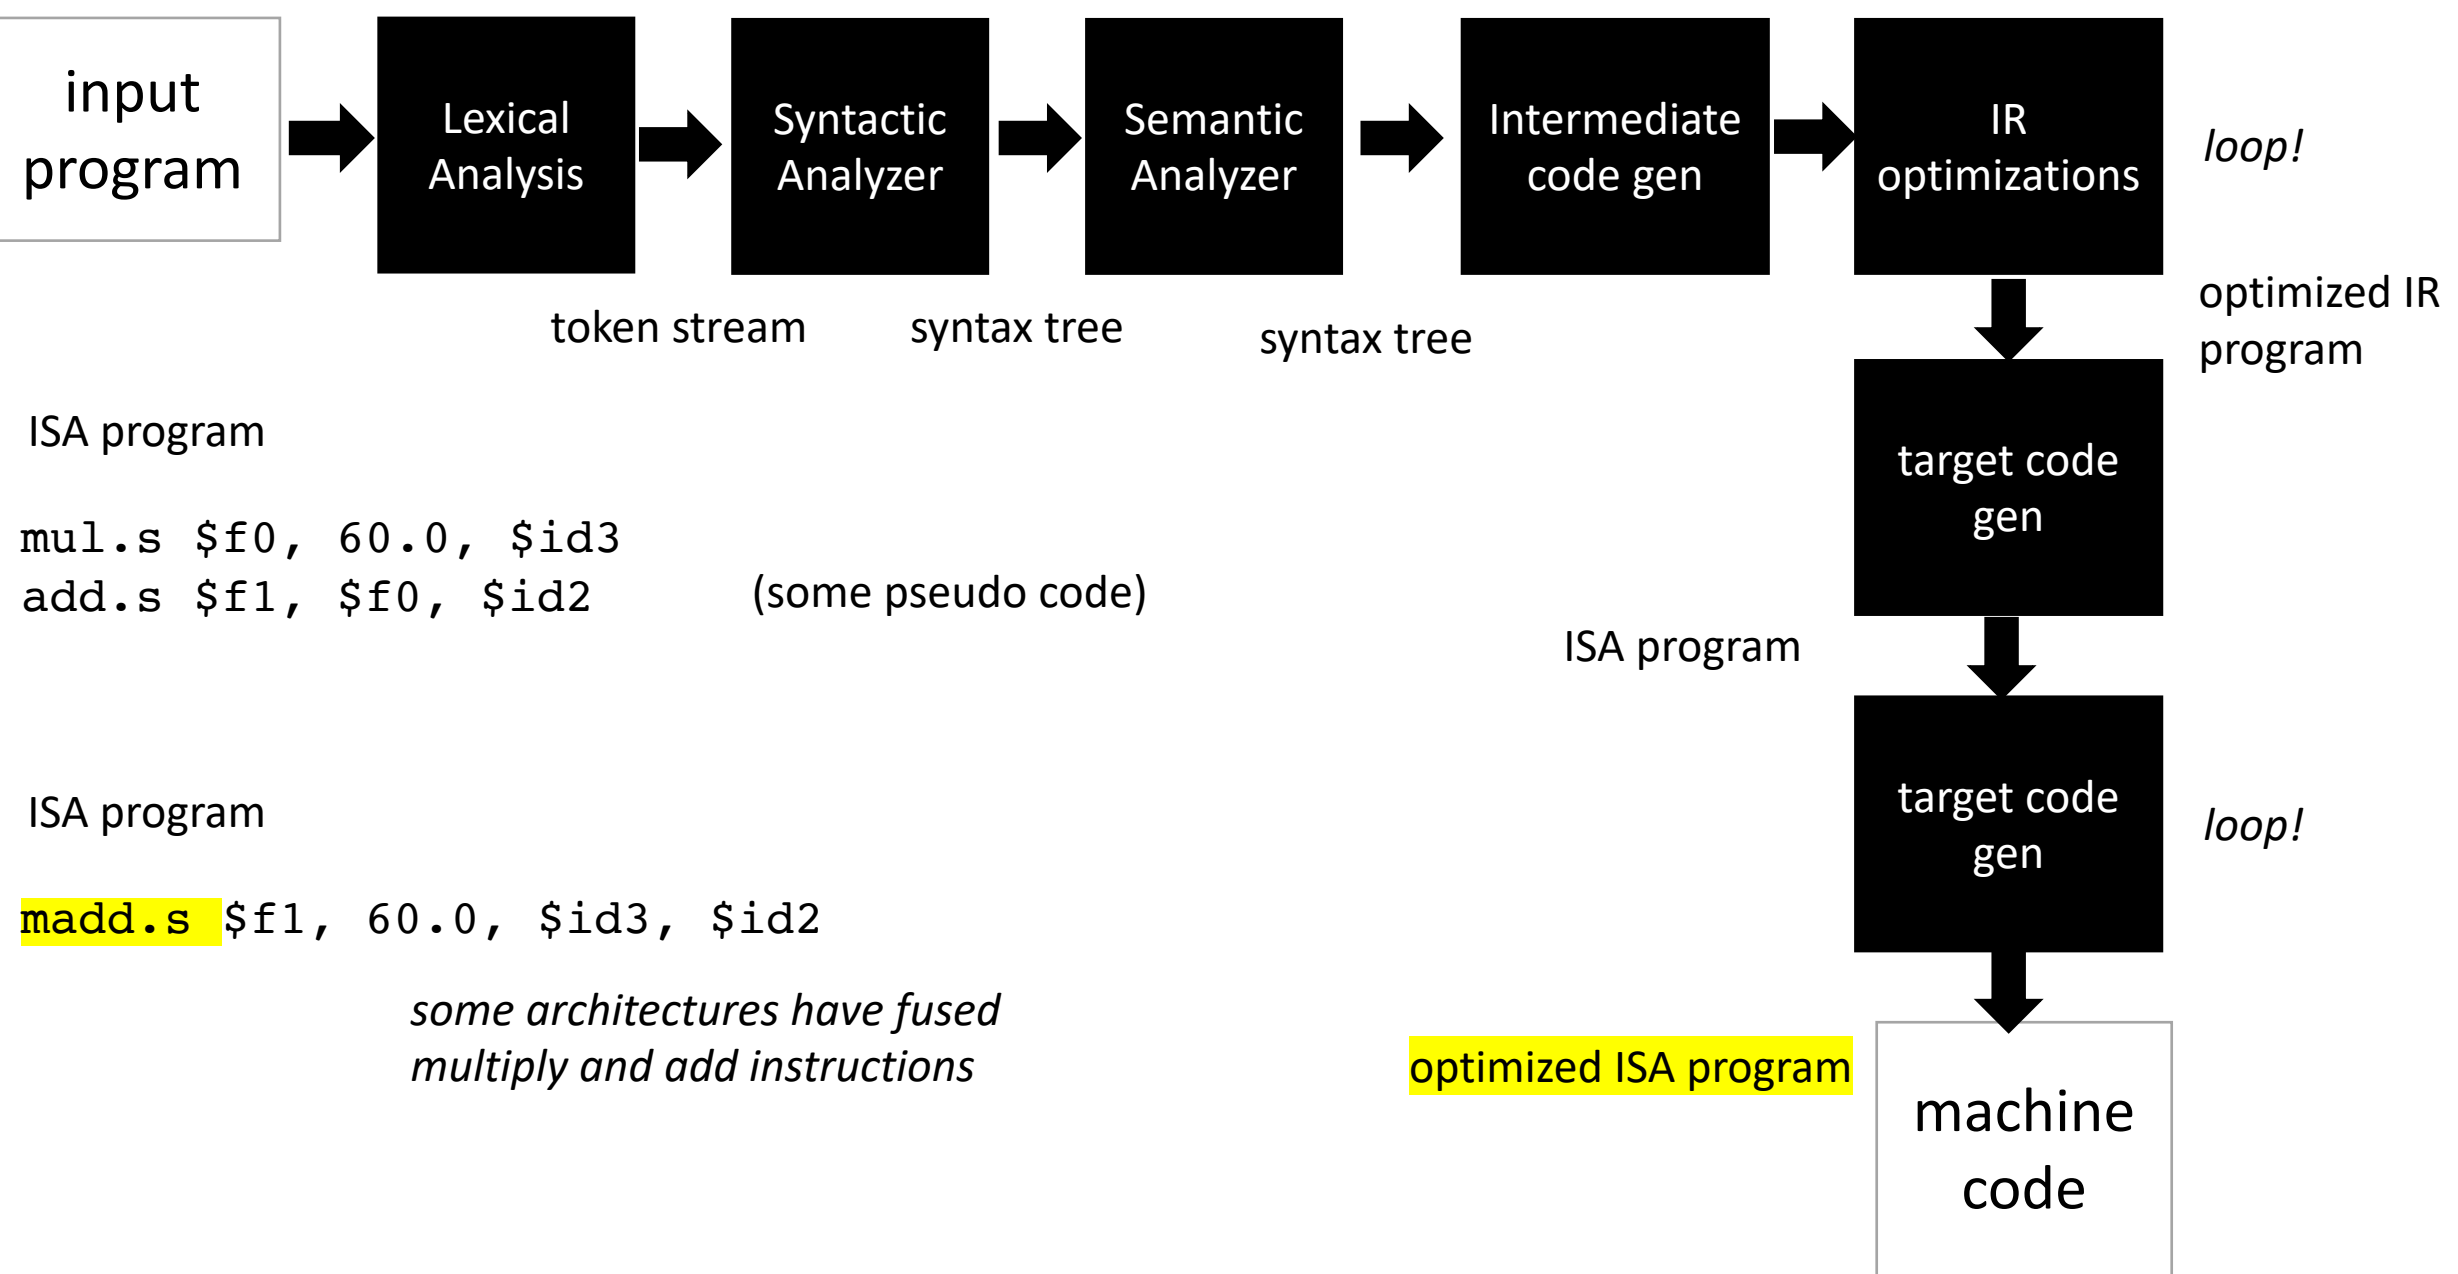 input
program
Lexical
Analysis
Syntactic
Analyzer
Semantic
Analyzer
Intermediate
code gen
IR
optimizations
loop!
token stream
syntax tree
syntax tree
optimized IR
program
ISA program
mul.s $f0, 60.0, $id3
add.s $f1, $f0, $id2
(some pseudo code)
target code
gen
ISA program
ISA program
madd.s $f1, 60.0, $id3, $id2
some architectures have fused
multiply and add instructions
target code
gen
loop!
optimized ISA program
machine
code